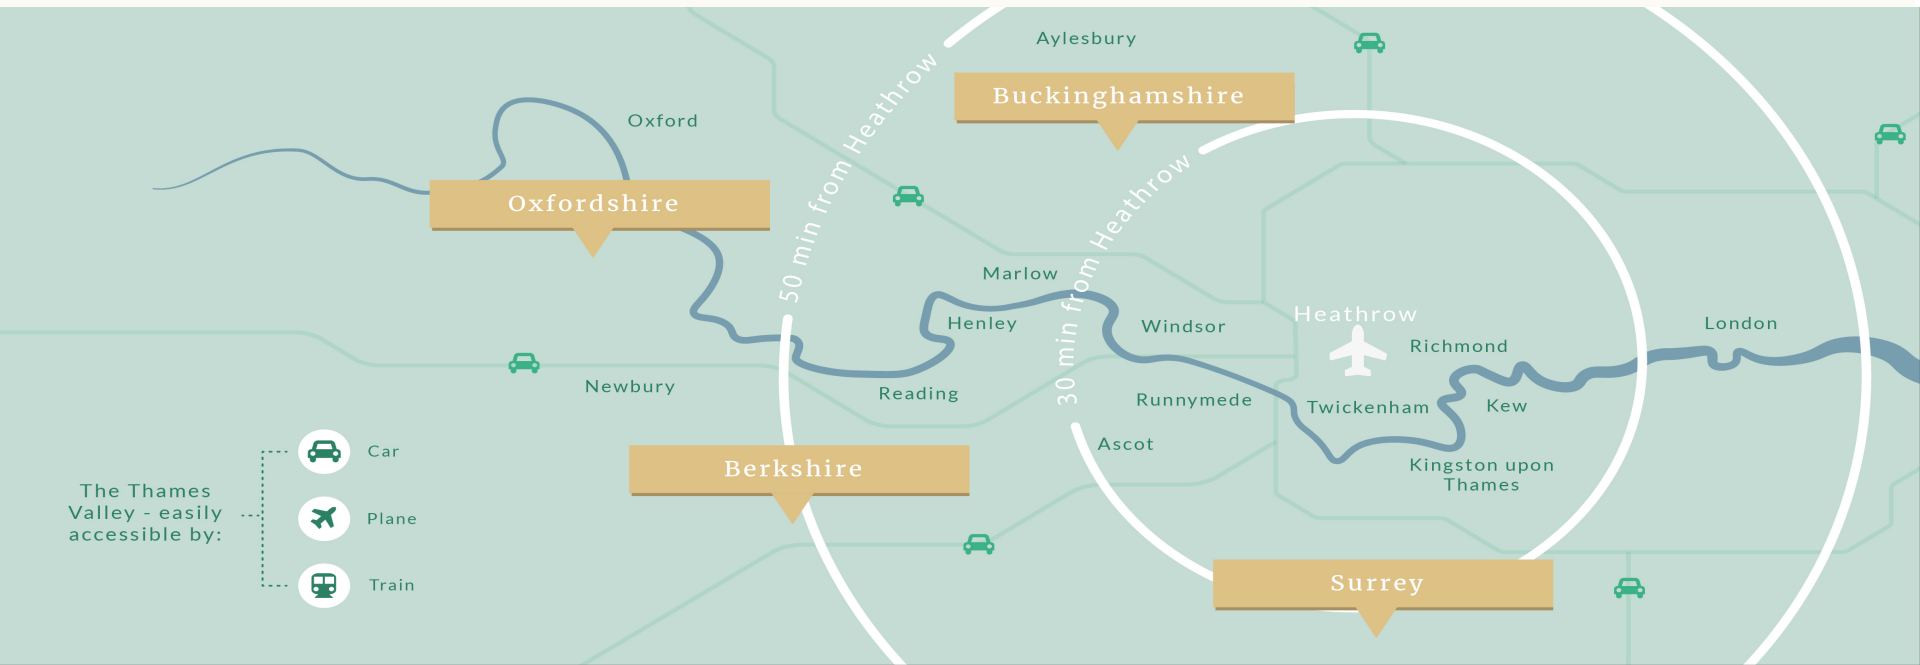 Aylesbury
50 min from Heathrow
Buckinghamshire
Oxford
30 min from Heathrow
Oxfordshire
Marlow
Heathrow
Henley
Windsor
London
Richmond
Newbury
Reading
Runnymede
Twickenham
Kew
Ascot
Berkshire
Kingston upon
Thames
Surrey
The Thames
Valley - easily
accessible by:
Car
Plane
Train